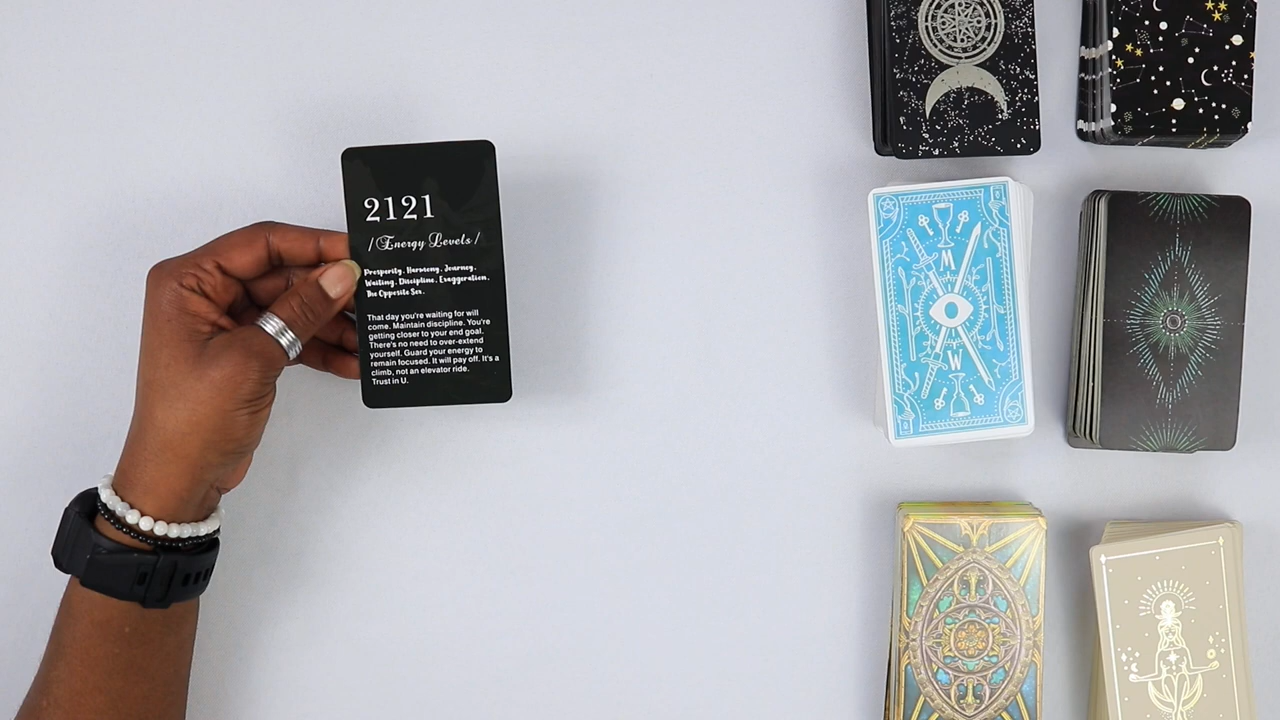 2121
/ Energy Levels /
Prosperity. Harmony. Journey.
Waiting. Discipline. Exaggeration.
The Opposite Sex.
That day you're waiting for will
come. Maintain discipline. You're
getting closer to your end goal.
There's no need to over-extend
yourself. Guard your energy to
remain focused. It will pay off. It's a
climb, not an elevator ride.
Trust in U.
M
W